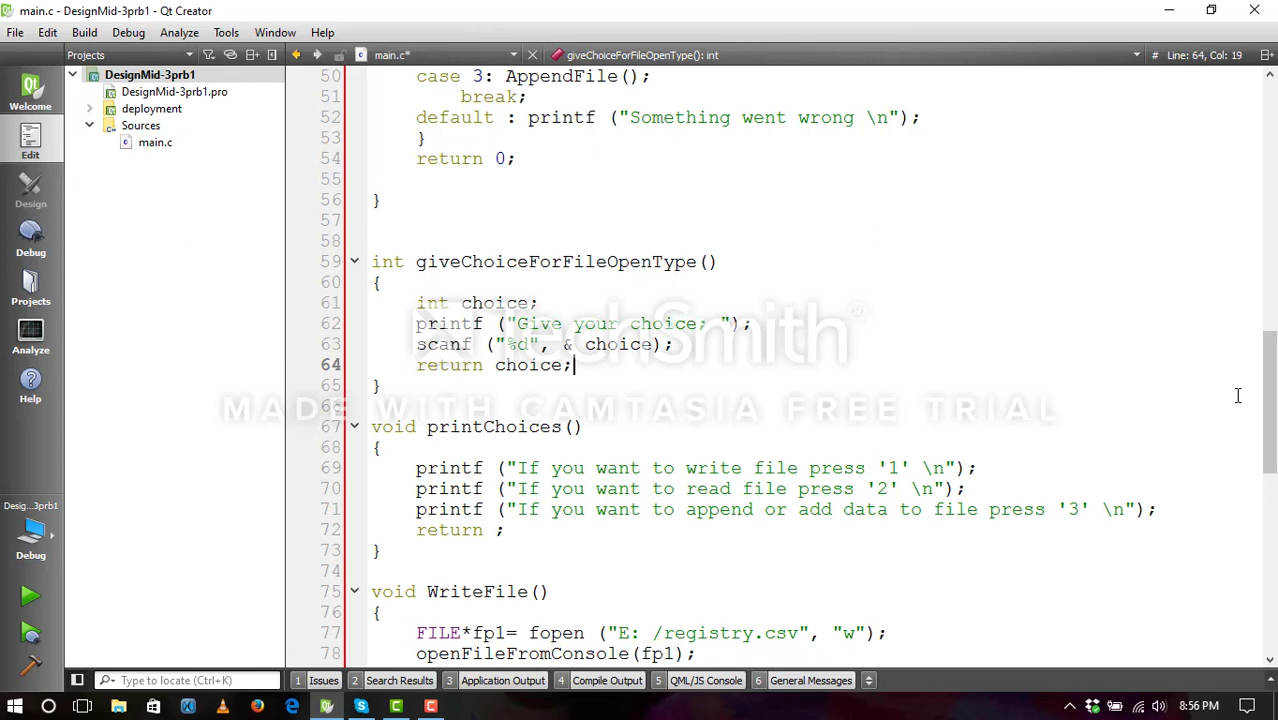 main.c - DesignMid-3prb1 - Qt Creator
File Edit Build Debug Analyze Tools Window Help
Projects main.c* giveChoiceForFileOpenType(): int # Line: 64, Col: 19
Welcome
Edit
Design
Debug
Projects
Analyze
Help
Desig...3prb1
Debug
DesignMid-3prb1
DesignMid-3prb1.pro
deployment
Sources
main.c
50 case 3: AppendFile();
51 break;
52 default : printf ("Something went wrong \n");
53 }
54 return 0;
55
56 }
57
58
59 int giveChoiceForFileOpenType()
60 {
61 int choice;
62 printf ("Give your choice; ");
63 scanf ("%d", & choice);
64 return choice;
65 }
66
67 void printChoices()
68 {
69 printf ("If you want to write file press '1' \n");
70 printf ("If you want to read file press '2' \n");
71 printf ("If you want to append or add data to file press '3' \n");
72 return ;
73 }
74
75 void WriteFile()
76 {
77 FILE*fp1= fopen ("E: /registry.csv", "w");
78 openFileFromConsole(fp1);
TechSmith®
MADE WITH CAMTASIA FREE TRIAL
Type to locate (Ctrl+K) 1 Issues 2 Search Results 3 Application Output 4 Compile Output 5 QML/JS Console 6 General Messages
8:56 PM